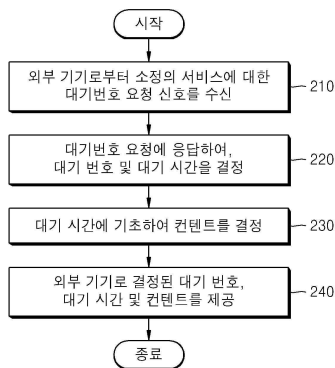 시작
외부 기기로부터 소정의 서비스에 대한
대기번호 요청 신호를 수신
210
대기번호 요청에 응답하여,
대기 번호 및 대기 시간을 결정
220
대기 시간에 기초하여 컨텐트를 결정
230
외부 기기로 결정된 대기 번호,
대기 시간 및 컨텐트를 제공
240
종료